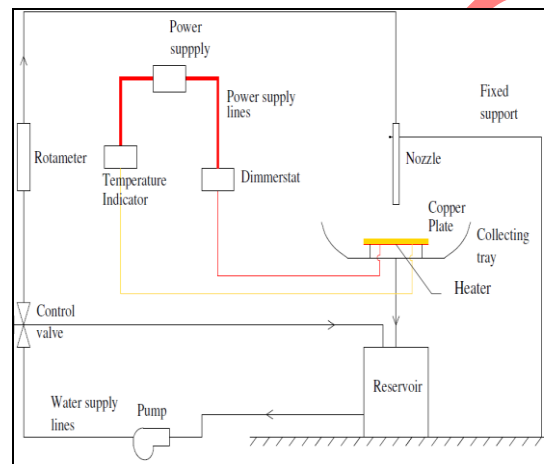 Power
suppply
Power supply
lines
Fixed
support
Rotameter
Temperature
Indicator
Dimmerstat
Nozzle
Copper
Plate
Collecting
tray
Heater
Control
valve
Reservoir
Water supply
lines
Pump